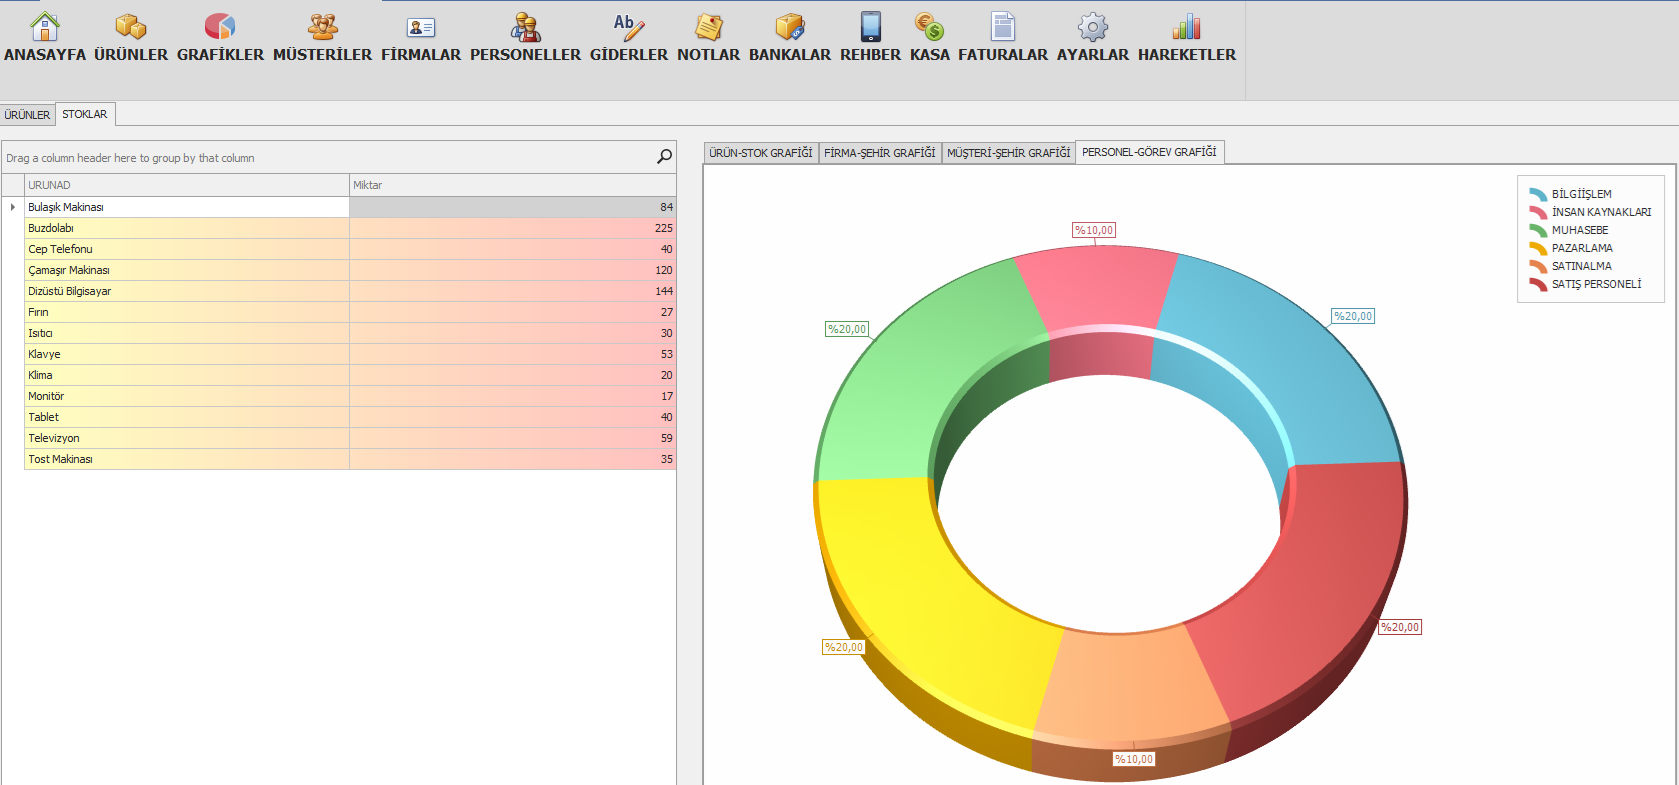 ANASAYFA ÜRÜNLER GRAFİKLER MÜSTERİLER FİRMALAR PERSONELLER GİDERLER NOTLAR BANKALAR REHBER KASA FATURALAR AYARLAR HAREKETLER
ÜRÜNLER STOKLAR
Drag a column header here to group by that column
URUNAD Miktar
Bulaşık Makinası 84
Buzdolabı 225
Cep Telefonu 40
Çamaşır Makinası 120
Dizüstü Bilgisayar 144
Fırın 27
Isıtıcı 30
Klavye 53
Klima 20
Monitör 17
Tablet 40
Televizyon 59
Tost Makinası 35
ÜRÜN-STOK GRAFİĞİ FİRMA-ŞEHİR GRAFİĞİ MÜŞTERİ-ŞEHİR GRAFİĞİ PERSONEL-GÖREV GRAFİĞİ
BİLGİİŞLEM
İNSAN KAYNAKLARI
MUHASEBE
PAZARLAMA
SATINALMA
SATIŞ PERSONELİ
%10,00
%20,00
%20,00
%20,00
%20,00
%10,00